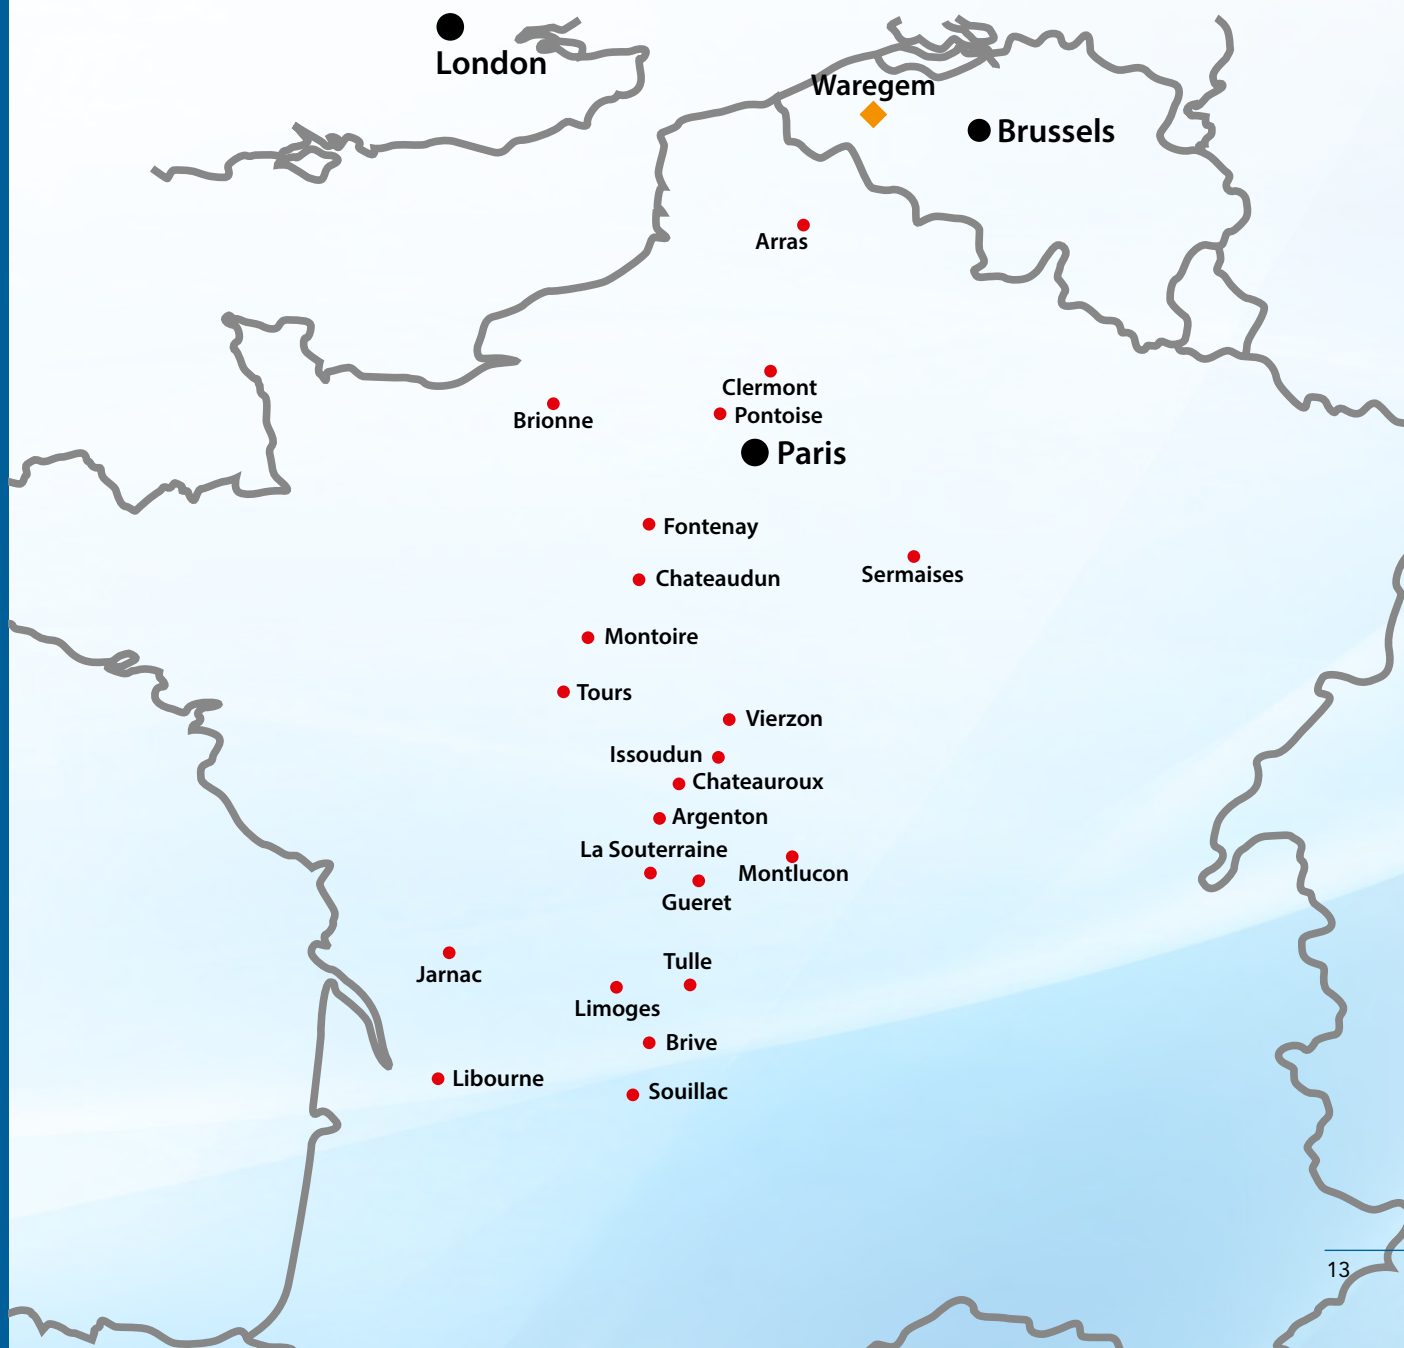 London
Waregem
Brussels
Arras
Clermont
Pontoise
Brionne
Paris
Fontenay
Sermaises
Chateaudun
Montoire
Tours
Vierzon
Issoudun
Chateauroux
Argenton
La Souterraine
Montlucon
Gueret
Tulle
Jarnac
Limoges
Brive
Libourne
Souillac
13